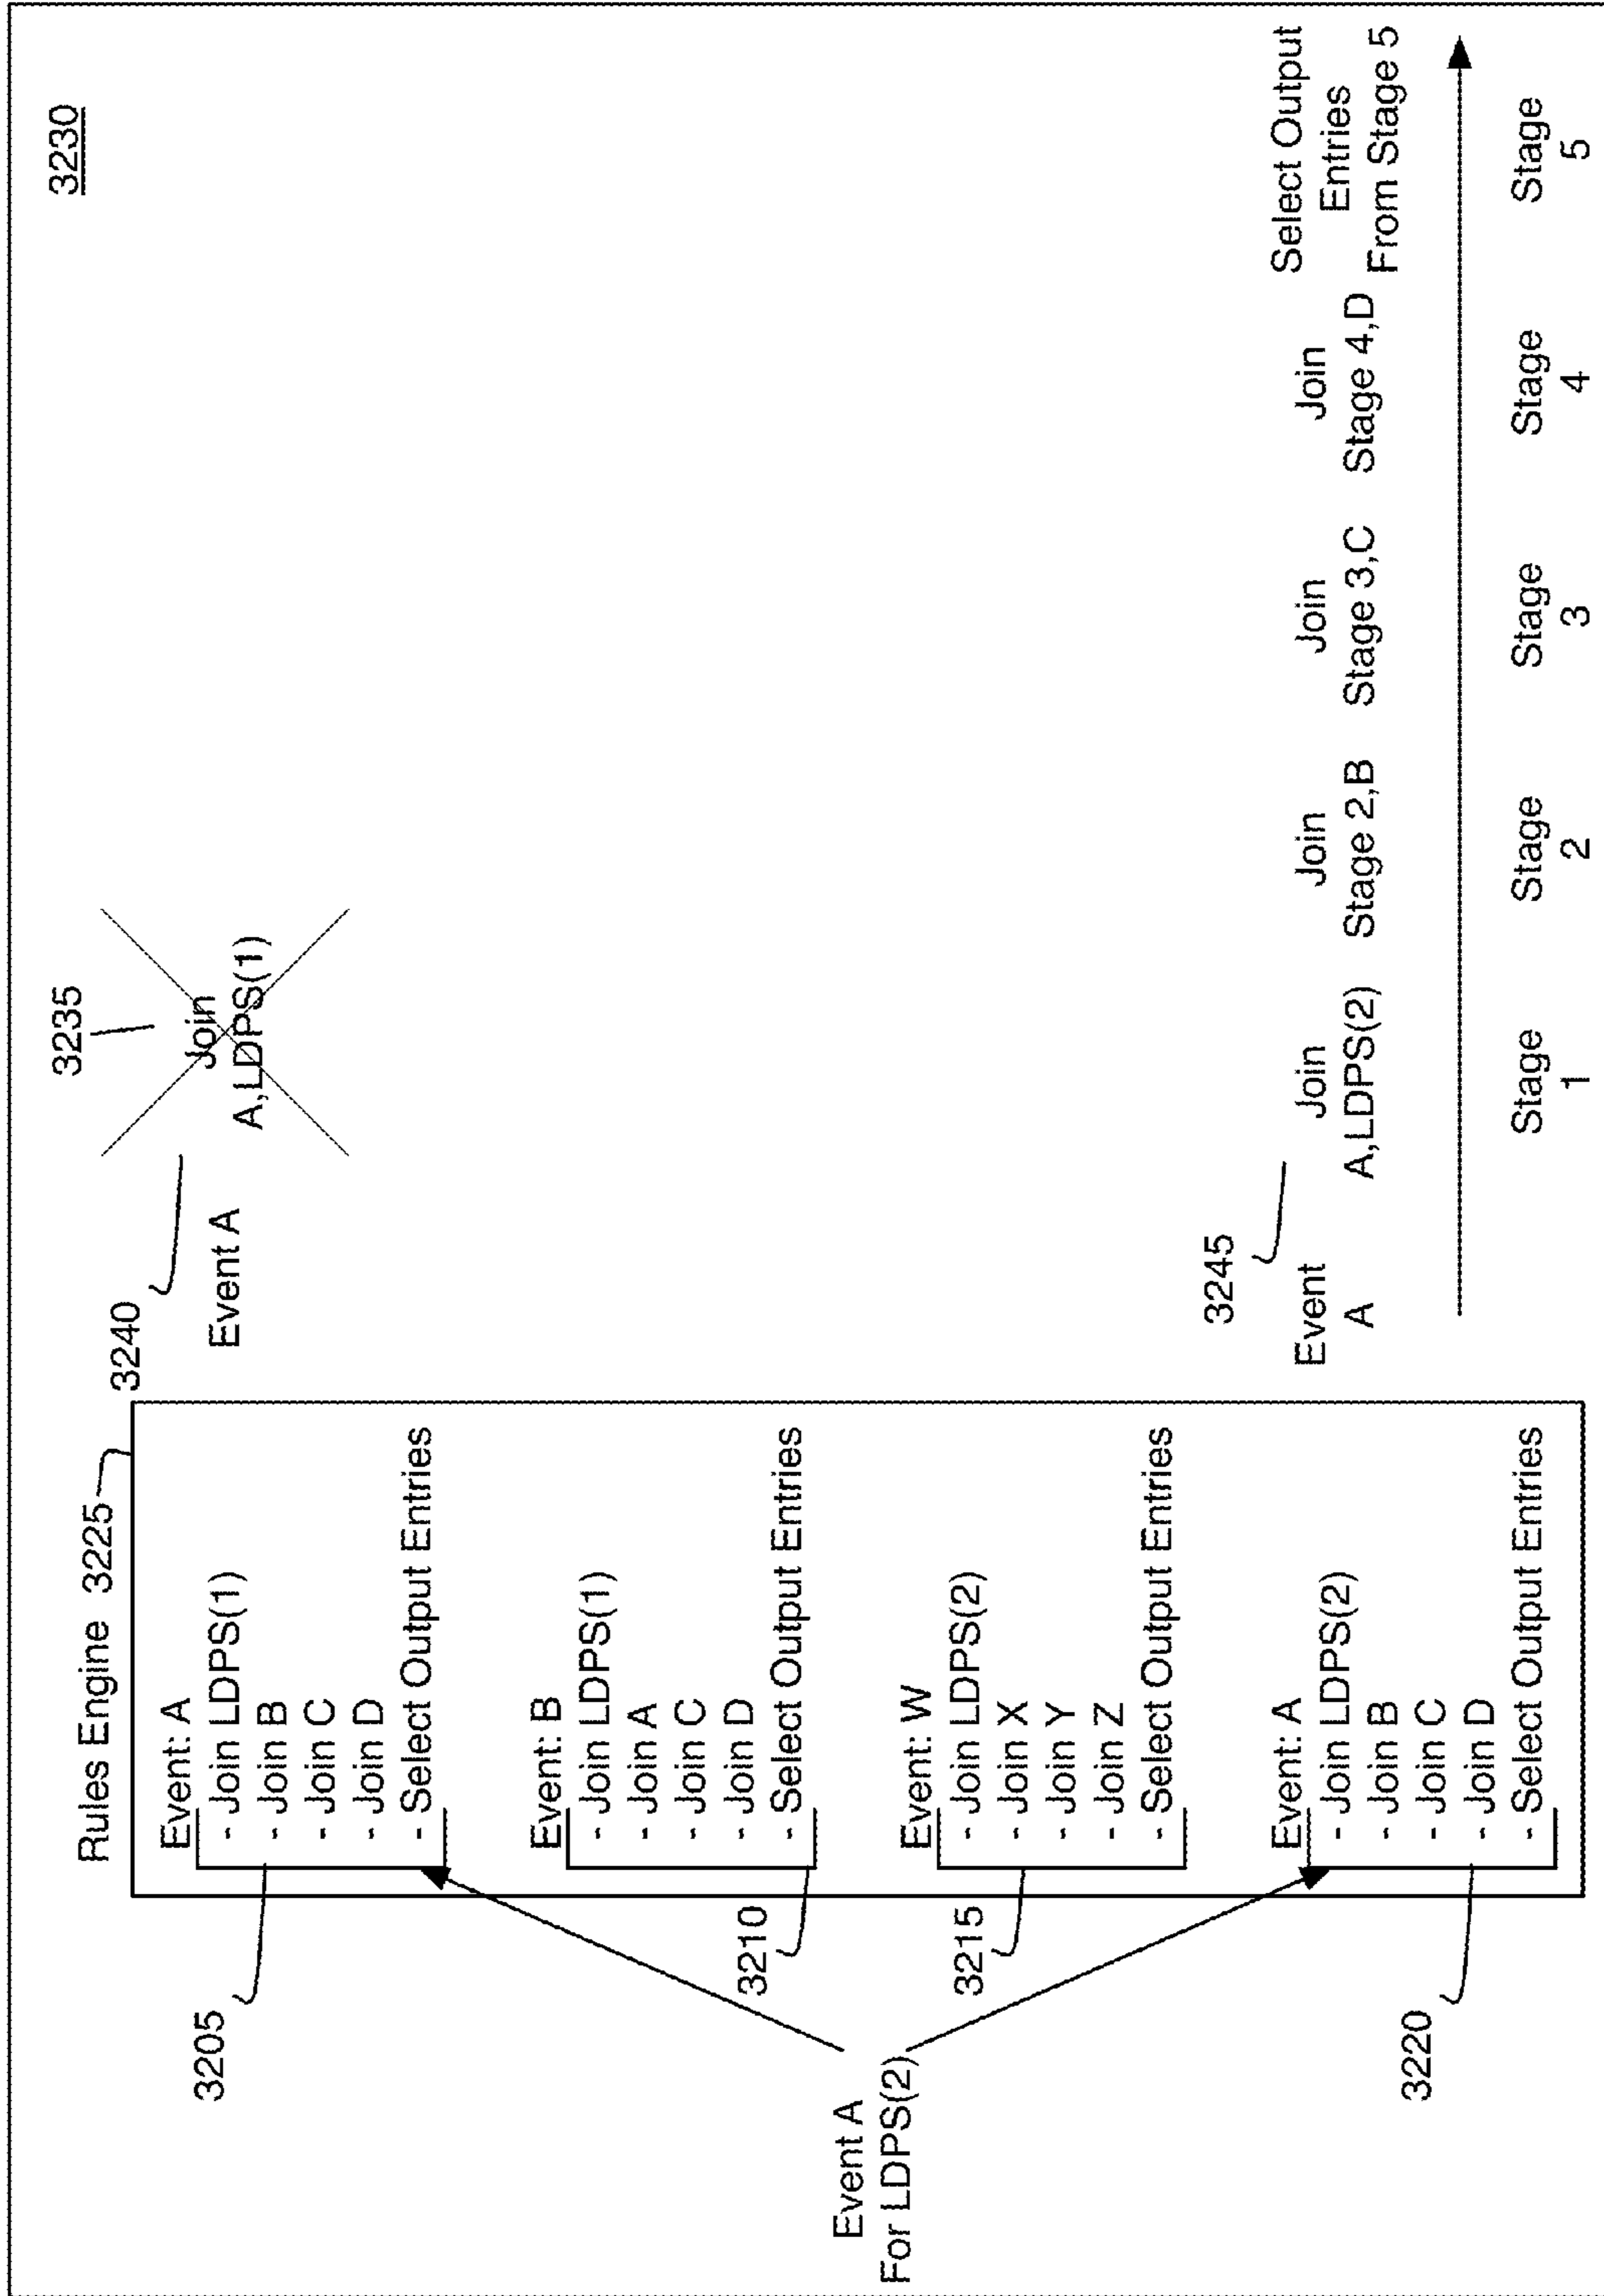 3230
Rules Engine 3225
Event: A
- Join LDPS(1)
- Join B
- Join C
- Join D
- Select Output Entries
3205
Event: B
- Join LDPS(1)
- Join A
- Join C
- Join D
- Select Output Entries
3210
Event: W
- Join LDPS(2)
- Join X
- Join Y
- Join Z
- Select Output Entries
3215
Event: A
- Join LDPS(2)
- Join B
- Join C
- Join D
- Select Output Entries
3220
Event A
For LDPS(2)
3240
Event A
3235
Join
A,LDPS(1)
3245
Event
A
Join
A,LDPS(2)
Join
Stage 2,B
Join
Stage 3,C
Join
Stage 4,D
Select Output
Entries
From Stage 5
Stage
1
Stage
2
Stage
3
Stage
4
Stage
5